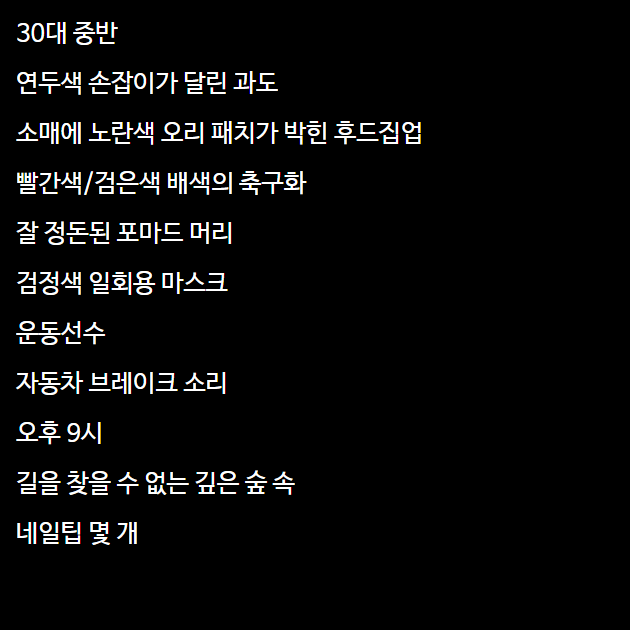 30대 중반
연두색 손잡이가 달린 과도
소매에 노란색 오리 패치가 박힌 후드집업
빨간색/검은색 배색의 축구화
잘 정돈된 포마드 머리
검정색 일회용 마스크
운동선수
자동차 브레이크 소리
오후 9시
길을 찾을 수 없는 깊은 숲 속
네일팁 몇 개